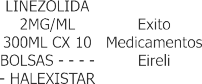 LINEZOLIDA
2MG/ML
300ML CX 10
BOLSAS - - - -
- HALEXISTAR
Exito
Medicamentos
Eireli